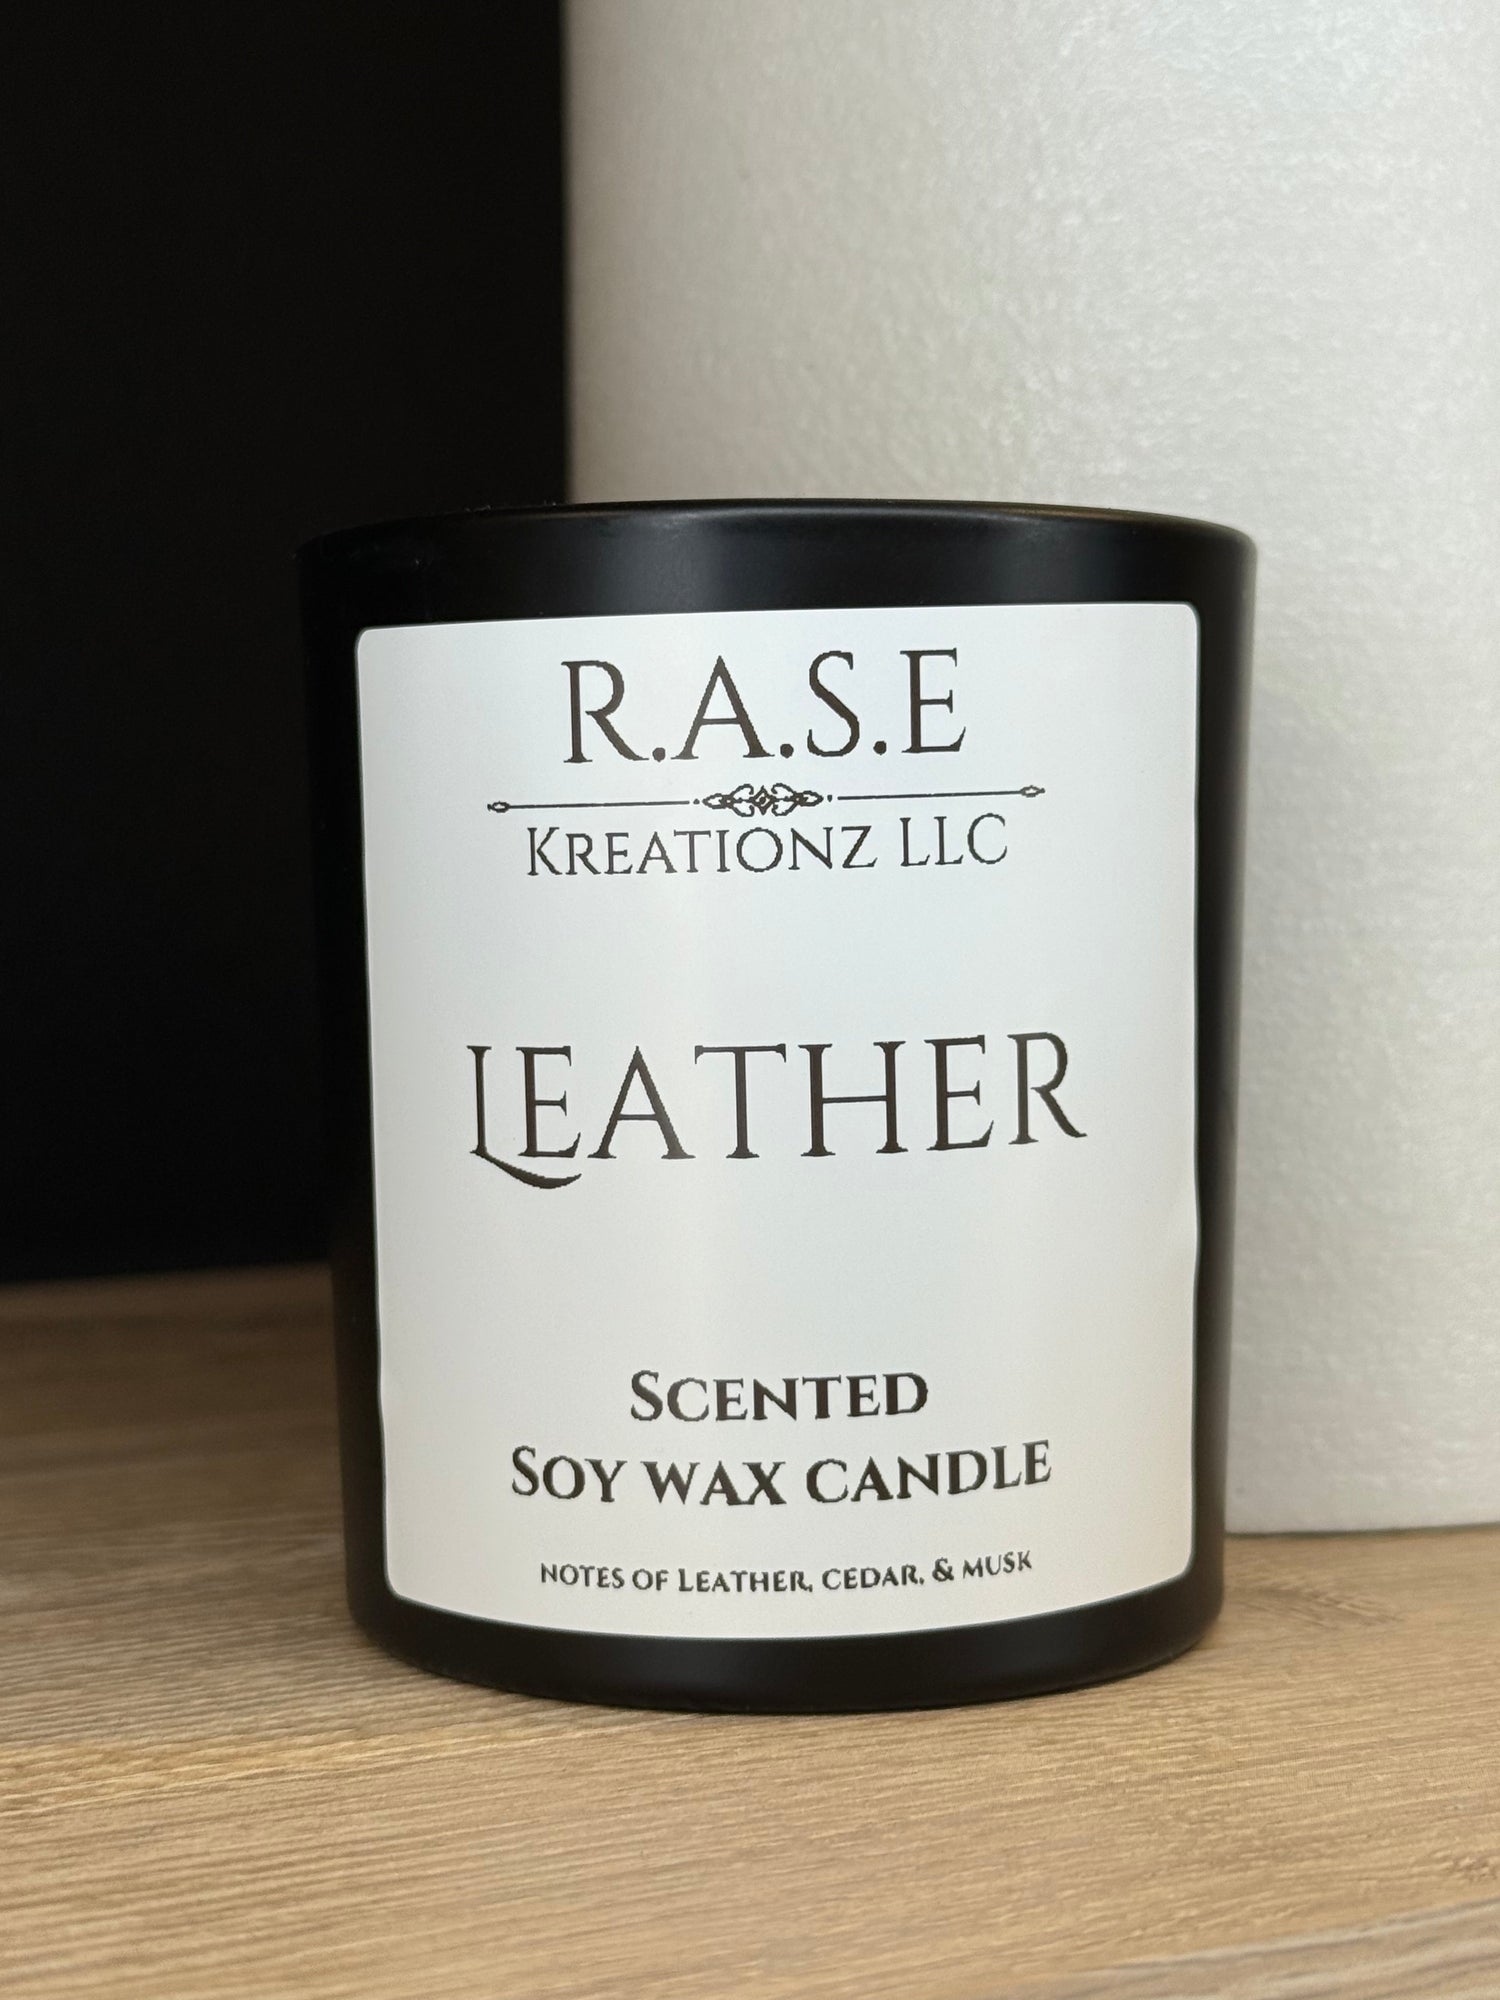 R.A.S.E
Kreationz LLC
Leather
Scented
Soy wax candle
notes of Leather, cedar, & musk